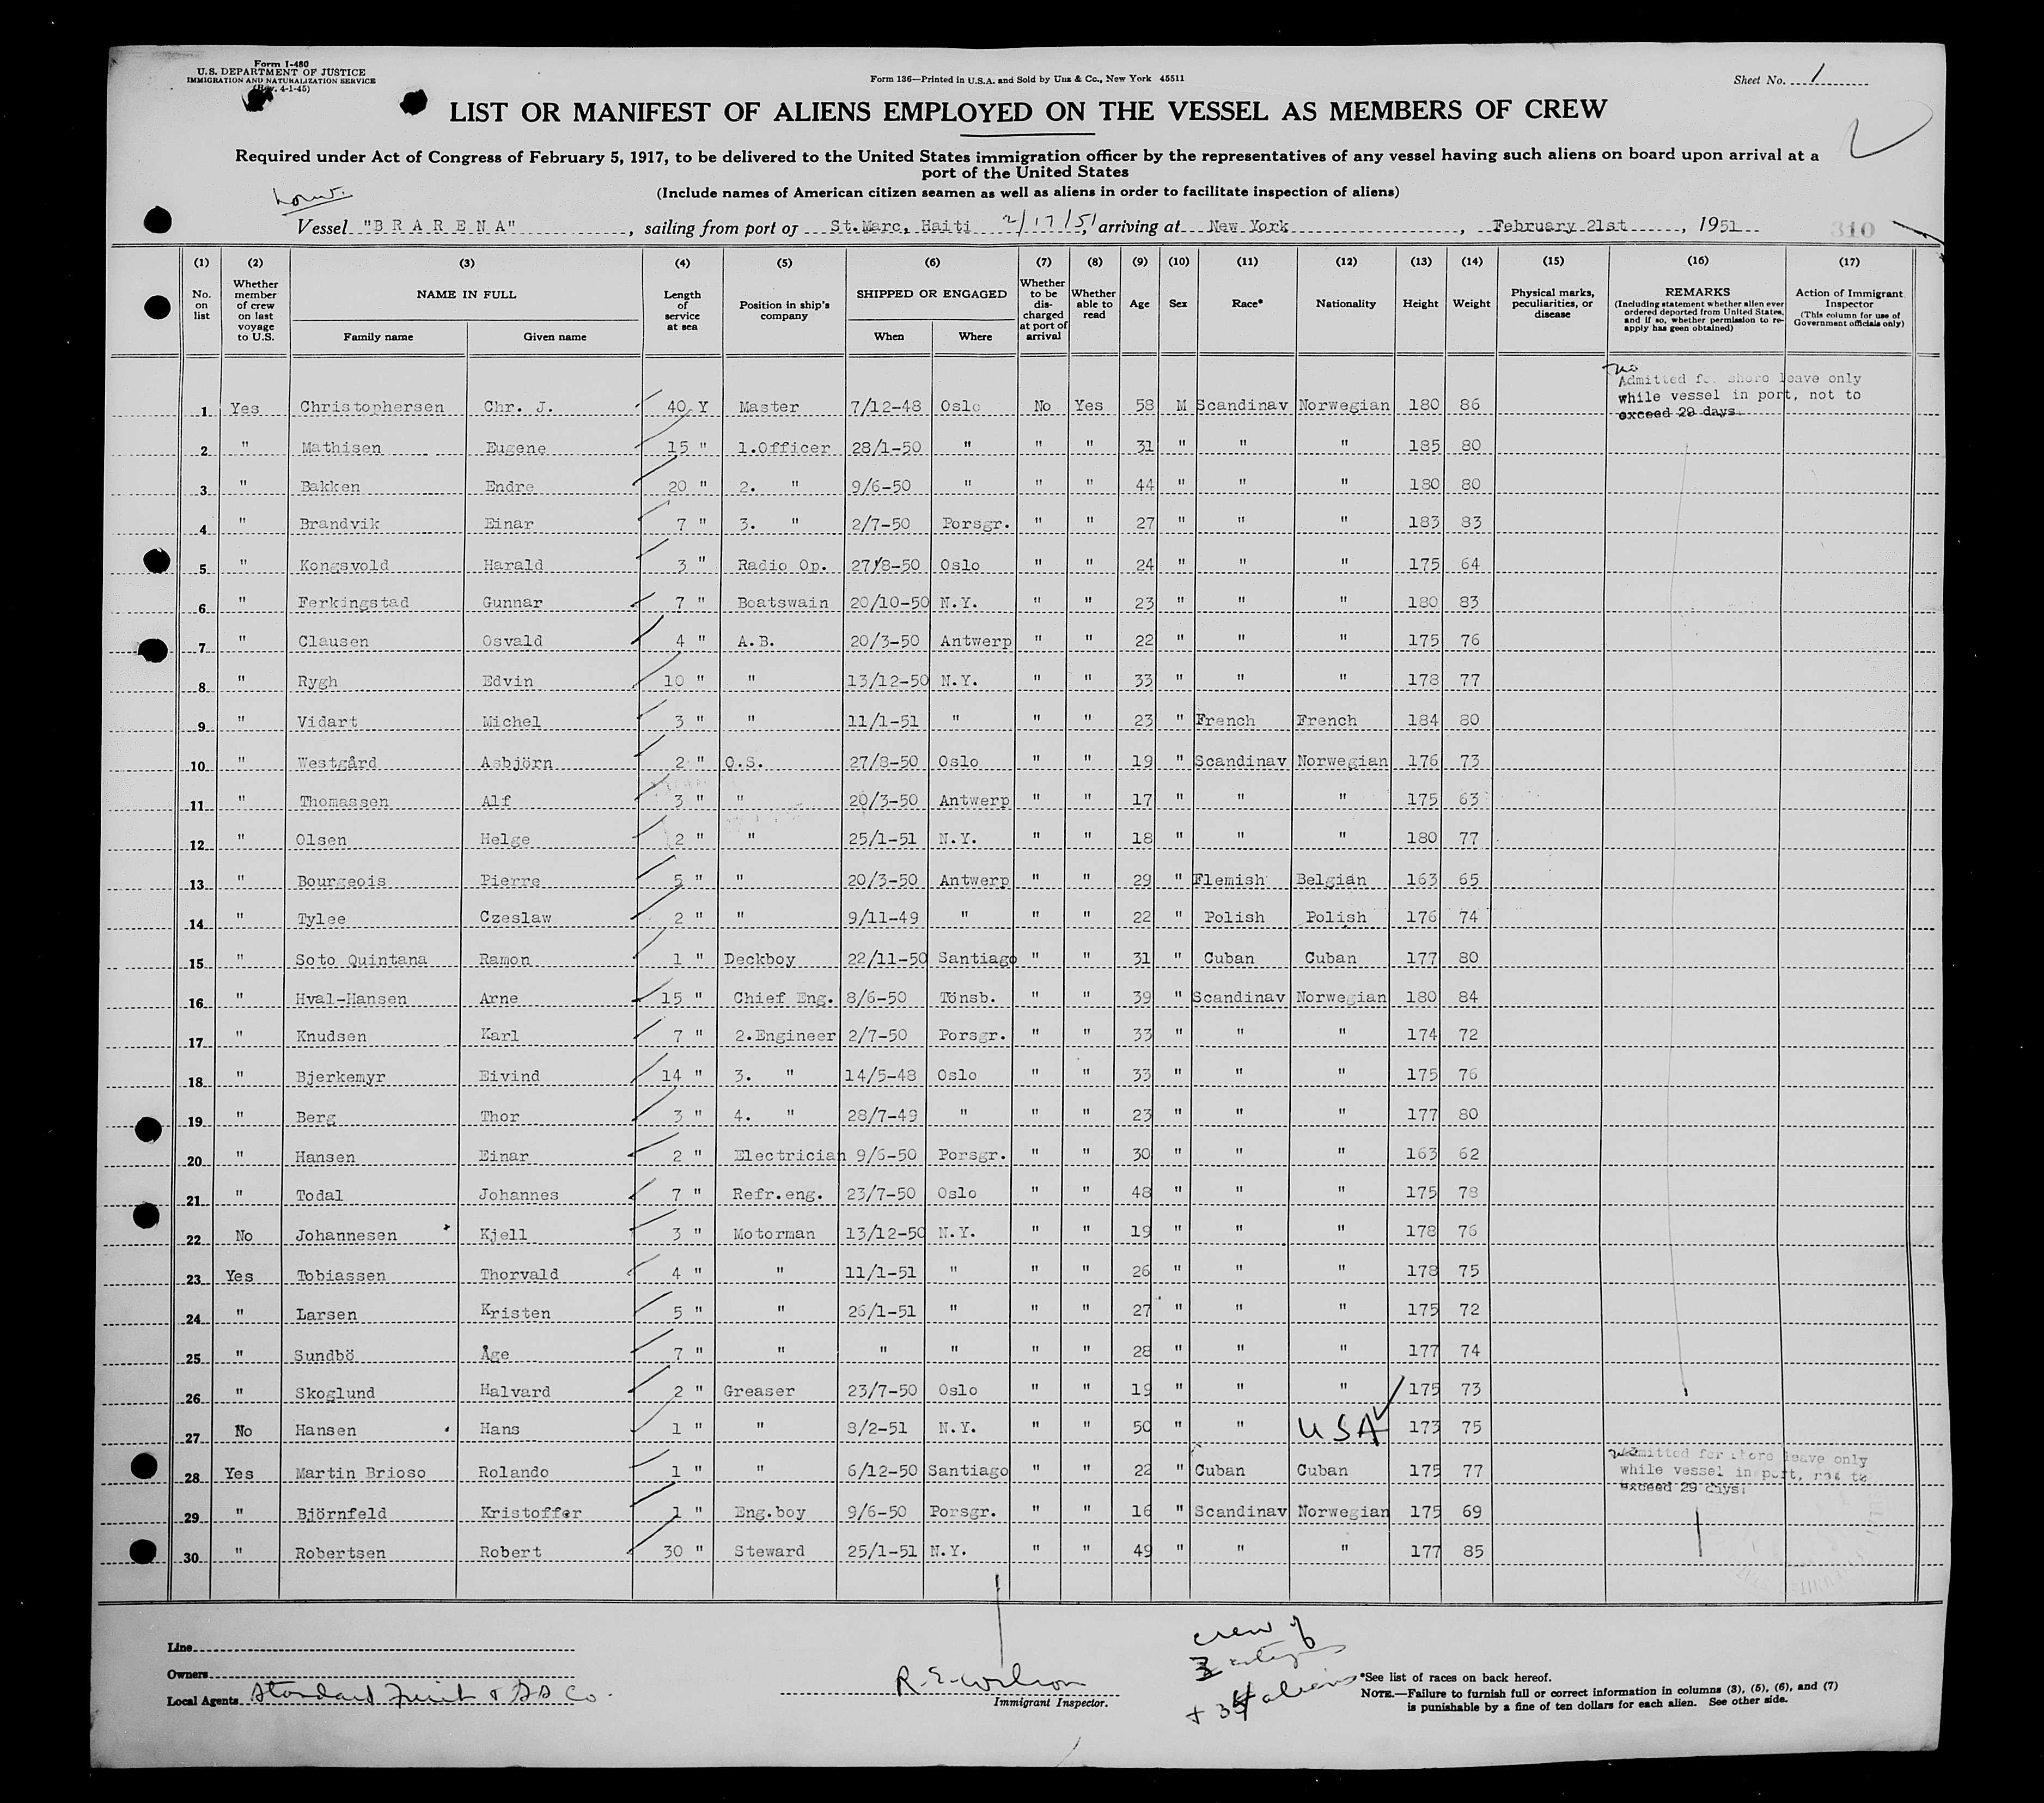 Form I-480
U.S. DEPARTMENT OF JUSTICE
IMMIGRATION AND NATURALIZATION SERVICE
(Rev. 4-1-45)
Form 136—Printed in U.S.A. and Sold by Unz & Co., New York 45511
Sheet No. 1
LIST OR MANIFEST OF ALIENS EMPLOYED ON THE VESSEL AS MEMBERS OF CREW
Required under Act of Congress of February 5, 1917, to be delivered to the United States immigration officer by the representatives of any vessel having such aliens on board upon arrival at a
port of the United States
(Include names of American citizen seamen as well as aliens in order to facilitate inspection of aliens)
Vessel "BRARENA", sailing from port of St.Marc, Haiti 2/17/51, arriving at New York, February 21st, 1951 310
(1) (2) (3) (4) (5) (6) (7) (8) (9) (10) (11) (12) (13) (14) (15) (16) (17)
No. on list
Whether member of crew on last voyage to U.S.
NAME IN FULL
Family name Given name
Length of service at sea
Position in ship's company
SHIPPED OR ENGAGED
When Where
Whether to be discharged at port of arrival
Whether able to read
Age
Sex
Race*
Nationality
Height
Weight
Physical marks, peculiarities, or disease
REMARKS
(Including statement whether alien ever ordered deported from United States, and if so, whether permission to reapply has geen obtained)
Action of Immigrant Inspector
(This column for use of Government officials only)
Admitted for shore leave only
while vessel in port, not to
exceed 29 days.
1 Yes Christophersen Chr. J. 40 Y Master 7/12-48 Oslo No Yes 58 M Scandinav Norwegian 180 86
2 " Mathisen Eugene 15 " 1.Officer 28/1-50 " " " 31 " " " 185 80
3 " Bakken Endre 20 " 2. " 9/6-50 " " " 44 " " " 180 80
4 " Brandvik Einar 7 " 3. " 2/7-50 Porsgr. " " 27 " " " 183 83
5 " Kongsvold Harald 3 " Radio Op. 27/8-50 Oslo " " 24 " " " 175 64
6 " Ferkingstad Gunnar 7 " Boatswain 20/10-50 N.Y. " " 23 " " " 180 83
7 " Clausen Osvald 4 " A.B. 20/3-50 Antwerp " " 22 " " " 175 76
8 " Rygh Edvin 10 " " 13/12-50 N.Y. " " 33 " " " 178 77
9 " Vidart Michel 3 " " 11/1-51 " " " 23 " French French 184 80
10 " Westgård Asbjörn 2 " O.S. 27/8-50 Oslo " " 19 " Scandinav Norwegian 176 73
11 " Thomassen Alf 3 " " 20/3-50 Antwerp " " 17 " " " 175 63
12 " Olsen Helge 2 " " 25/1-51 N.Y. " " 18 " " " 180 77
13 " Bourgeois Pierre 5 " " 20/3-50 Antwerp " " 29 " Flemish Belgian 163 65
14 " Tylee Czeslaw 2 " " 9/11-49 " " " 22 " Polish Polish 176 74
15 " Soto Quintana Ramon 1 " Deckboy 22/11-50 Santiago " " 31 " Cuban Cuban 177 80
16 " Hval-Hansen Arne 15 " Chief Eng. 8/6-50 Tönsb. " " 39 " Scandinav Norwegian 180 84
17 " Knudsen Karl 7 " 2.Engineer 2/7-50 Porsgr. " " 33 " " " 174 72
18 " Bjerkemyr Eivind 14 " 3. " 14/5-48 Oslo " " 33 " " " 175 76
19 " Berg Thor 3 " 4. " 28/7-49 " " " 23 " " " 177 80
20 " Hansen Einar 2 " Electrician 9/6-50 Porsgr. " " 30 " " " 163 62
21 " Todal Johannes 7 " Refr.eng. 23/7-50 Oslo " " 48 " " " 175 78
22 No Johannesen Kjell 3 " Motorman 13/12-50 N.Y. " " 19 " " " 178 76
23 Yes Tobiassen Thorvald 4 " " 11/1-51 " " " 26 " " " 178 75
24 " Larsen Kristen 5 " " 26/1-51 " " " 27 " " " 175 72
25 " Sundbö Åge 7 " " " " " " 28 " " " 177 74
26 " Skoglund Halvard 2 " Greaser 23/7-50 Oslo " " 19 " " " 175 73
27 No Hansen Hans 1 " " 8/2-51 N.Y. " " 50 " " USA 173 75
Admitted for shore leave only
while vessel in port, not to
exceed 29 days.
28 Yes Martin Brioso Rolando 1 " " 6/12-50 Santiago " " 22 " Cuban Cuban 175 77
29 " Björnfeld Kristoffer 1 " Eng.boy 9/6-50 Porsgr. " " 16 " Scandinav Norwegian 175 69
30 " Robertsen Robert 30 " Steward 25/1-51 N.Y. " " 49 " " " 177 85
Line
Owners
Local Agents Standard Fruit & SS Co.
R. E. Wilson
Immigrant Inspector.
crew of
aliens
*See list of races on back hereof.
NOTE.—Failure to furnish full or correct information in columns (3), (5), (6), and (7)
is punishable by a fine of ten dollars for each alien. See other side.